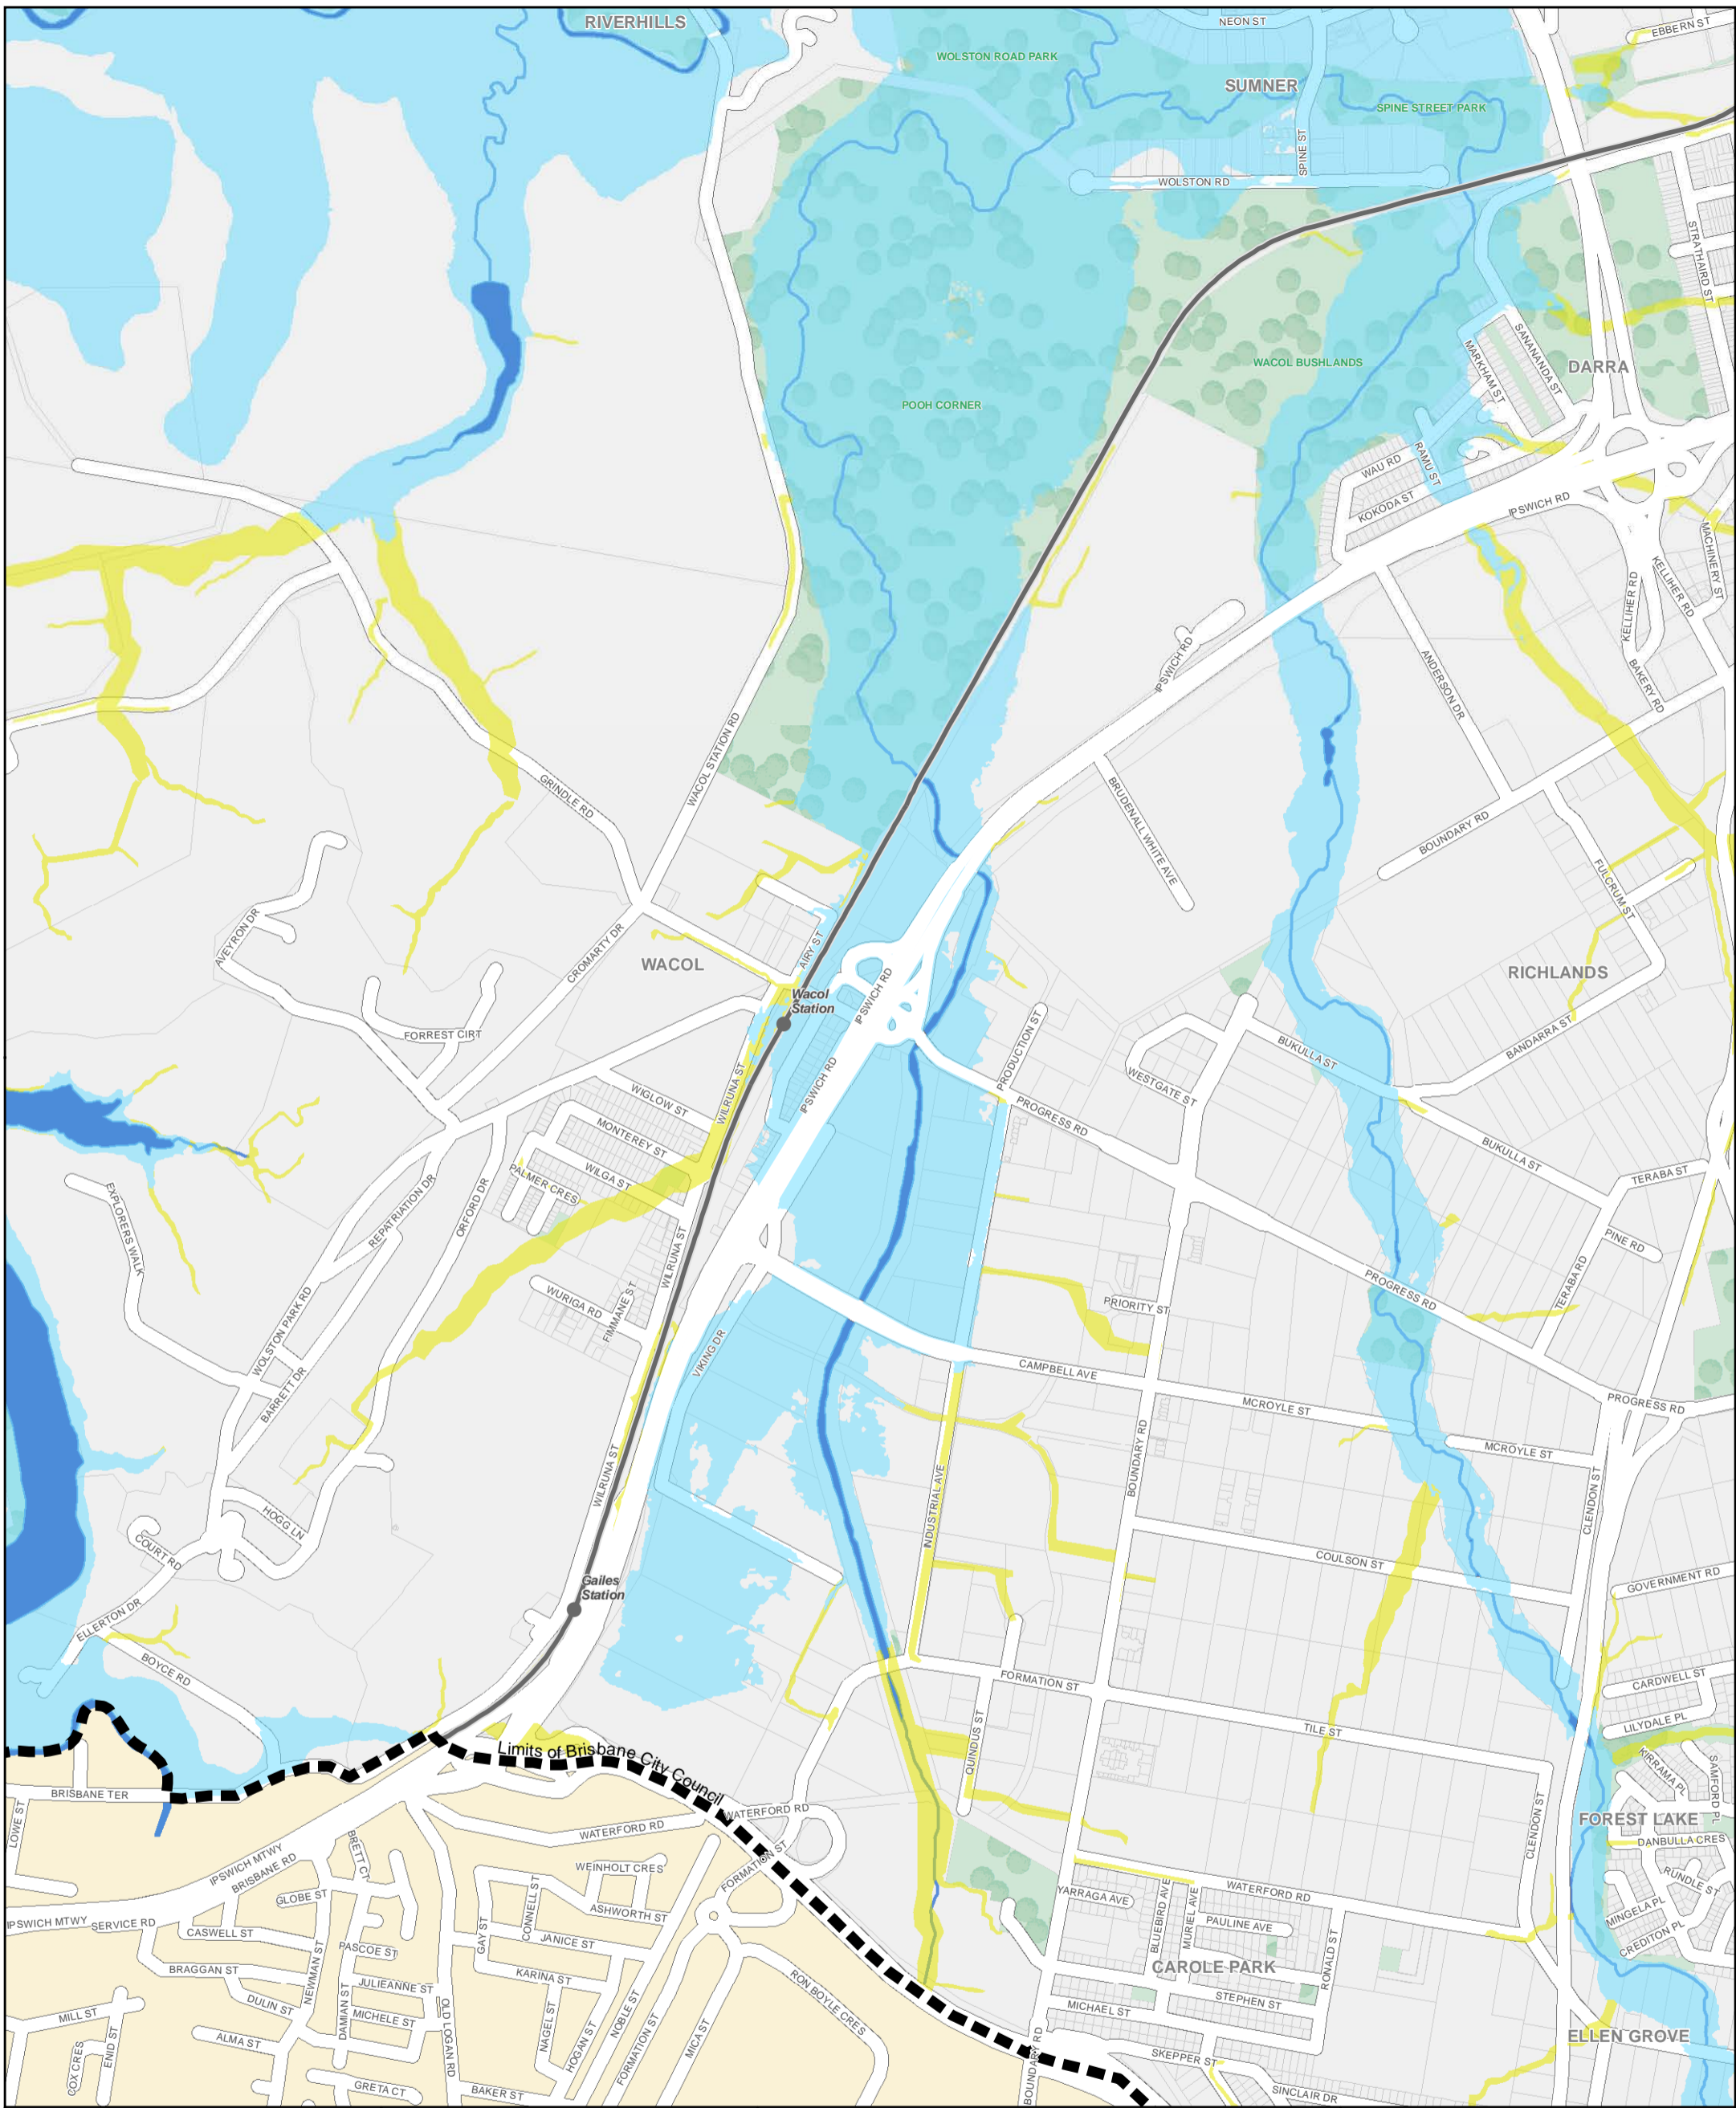 RIVERHILLS
NEON ST
EBBERN ST
WOLSTON ROAD PARK
SUMNER
SPINE STREET PARK
SPINE ST
WOLSTON RD
STRATHAIRD ST
SANANANDA ST
MARKHAM ST
WACOL BUSHLANDS
DARRA
POOH CORNER
WAU RD
RAMU ST
KOKODA ST
IPSWICH RD
MACHINERY ST
KELLIHER RD
KELLIHER RD
IPSWICH RD
ANDERSON DR
BAKERY RD
WACOL STATION RD
GRINDLE RD
BRUDENALL WHITE AVE
BOUNDARY RD
FULCRUM ST
AVEYRON DR
CROMARTY DR
AIRY ST
WACOL
RICHLANDS
Wacol
Station
IPSWICH RD
FORREST CIRT
PRODUCTION ST
BUKULLA ST
BANDARRA ST
WIGLOW ST
WILRUNA ST
IPSWICH RD
WESTGATE ST
PROGRESS RD
MONTEREY ST
BUKULLA ST
WILGA ST
PALMER CRES
TERABA ST
EXPLORERS WALK
REPATRIATION DR
ORFORD DR
PINE RD
WILRUNA ST
TERABA RD
WURIGA RD
FIMMANE ST
PRIORITY ST
PROGRESS RD
WOLSTON PARK RD
VIKING DR
CAMPBELL AVE
BARRETT DR
MCROYLE ST
PROGRESS RD
BOUNDARY RD
MCROYLE ST
WILRUNA ST
INDUSTRIAL AVE
CLENDON ST
HOGG LN
COURT RD
COULSON ST
GOVERNMENT RD
Gailes
Station
ELLERTON DR
BOYCE RD
FORMATION ST
CARDWELL ST
LILYDALE PL
TILE ST
QUINDUS ST
Limits of Brisbane City Council
KIRRAMA PL
SAMFORD PL
BRISBANE TER
LOWE ST
WATERFORD RD
WATERFORD RD
FOREST LAKE
DANBULLA CRES
CLENDON ST
BRETT CT
IPSWICH MTWY
BRISBANE RD
WEINHOLT CRES
FORMATION ST
RUNDLE ST
GLOBE ST
CONNELL ST
ASHWORTH ST
YARRAGA AVE
BLUEBIRD AVE
MURIEL AVE
WATERFORD RD
MINGELA PL
IPSWICH MTWY
SERVICE RD
CASWELL ST
GAY ST
JANICE ST
PAULINE AVE
CREDITON PL
PASCOE ST
BRAGGAN ST
NEWMAN ST
KARINA ST
RON BOYLE CRES
CAROLE PARK
RONALD ST
JULIEANNE ST
DULIN ST
DAMIAN ST
MICHELE ST
OLD LOGAN RD
STEPHEN ST
MICHAEL ST
MILL ST
ENID ST
ALMA ST
NAGEL ST
HOGAN ST
NOBLE ST
FORMATION ST
MICA ST
ELLEN GROVE
COX CRES
GRETA CT
BAKER ST
BOUNDARY RD
SKEPPER ST
SINCLAIR DR